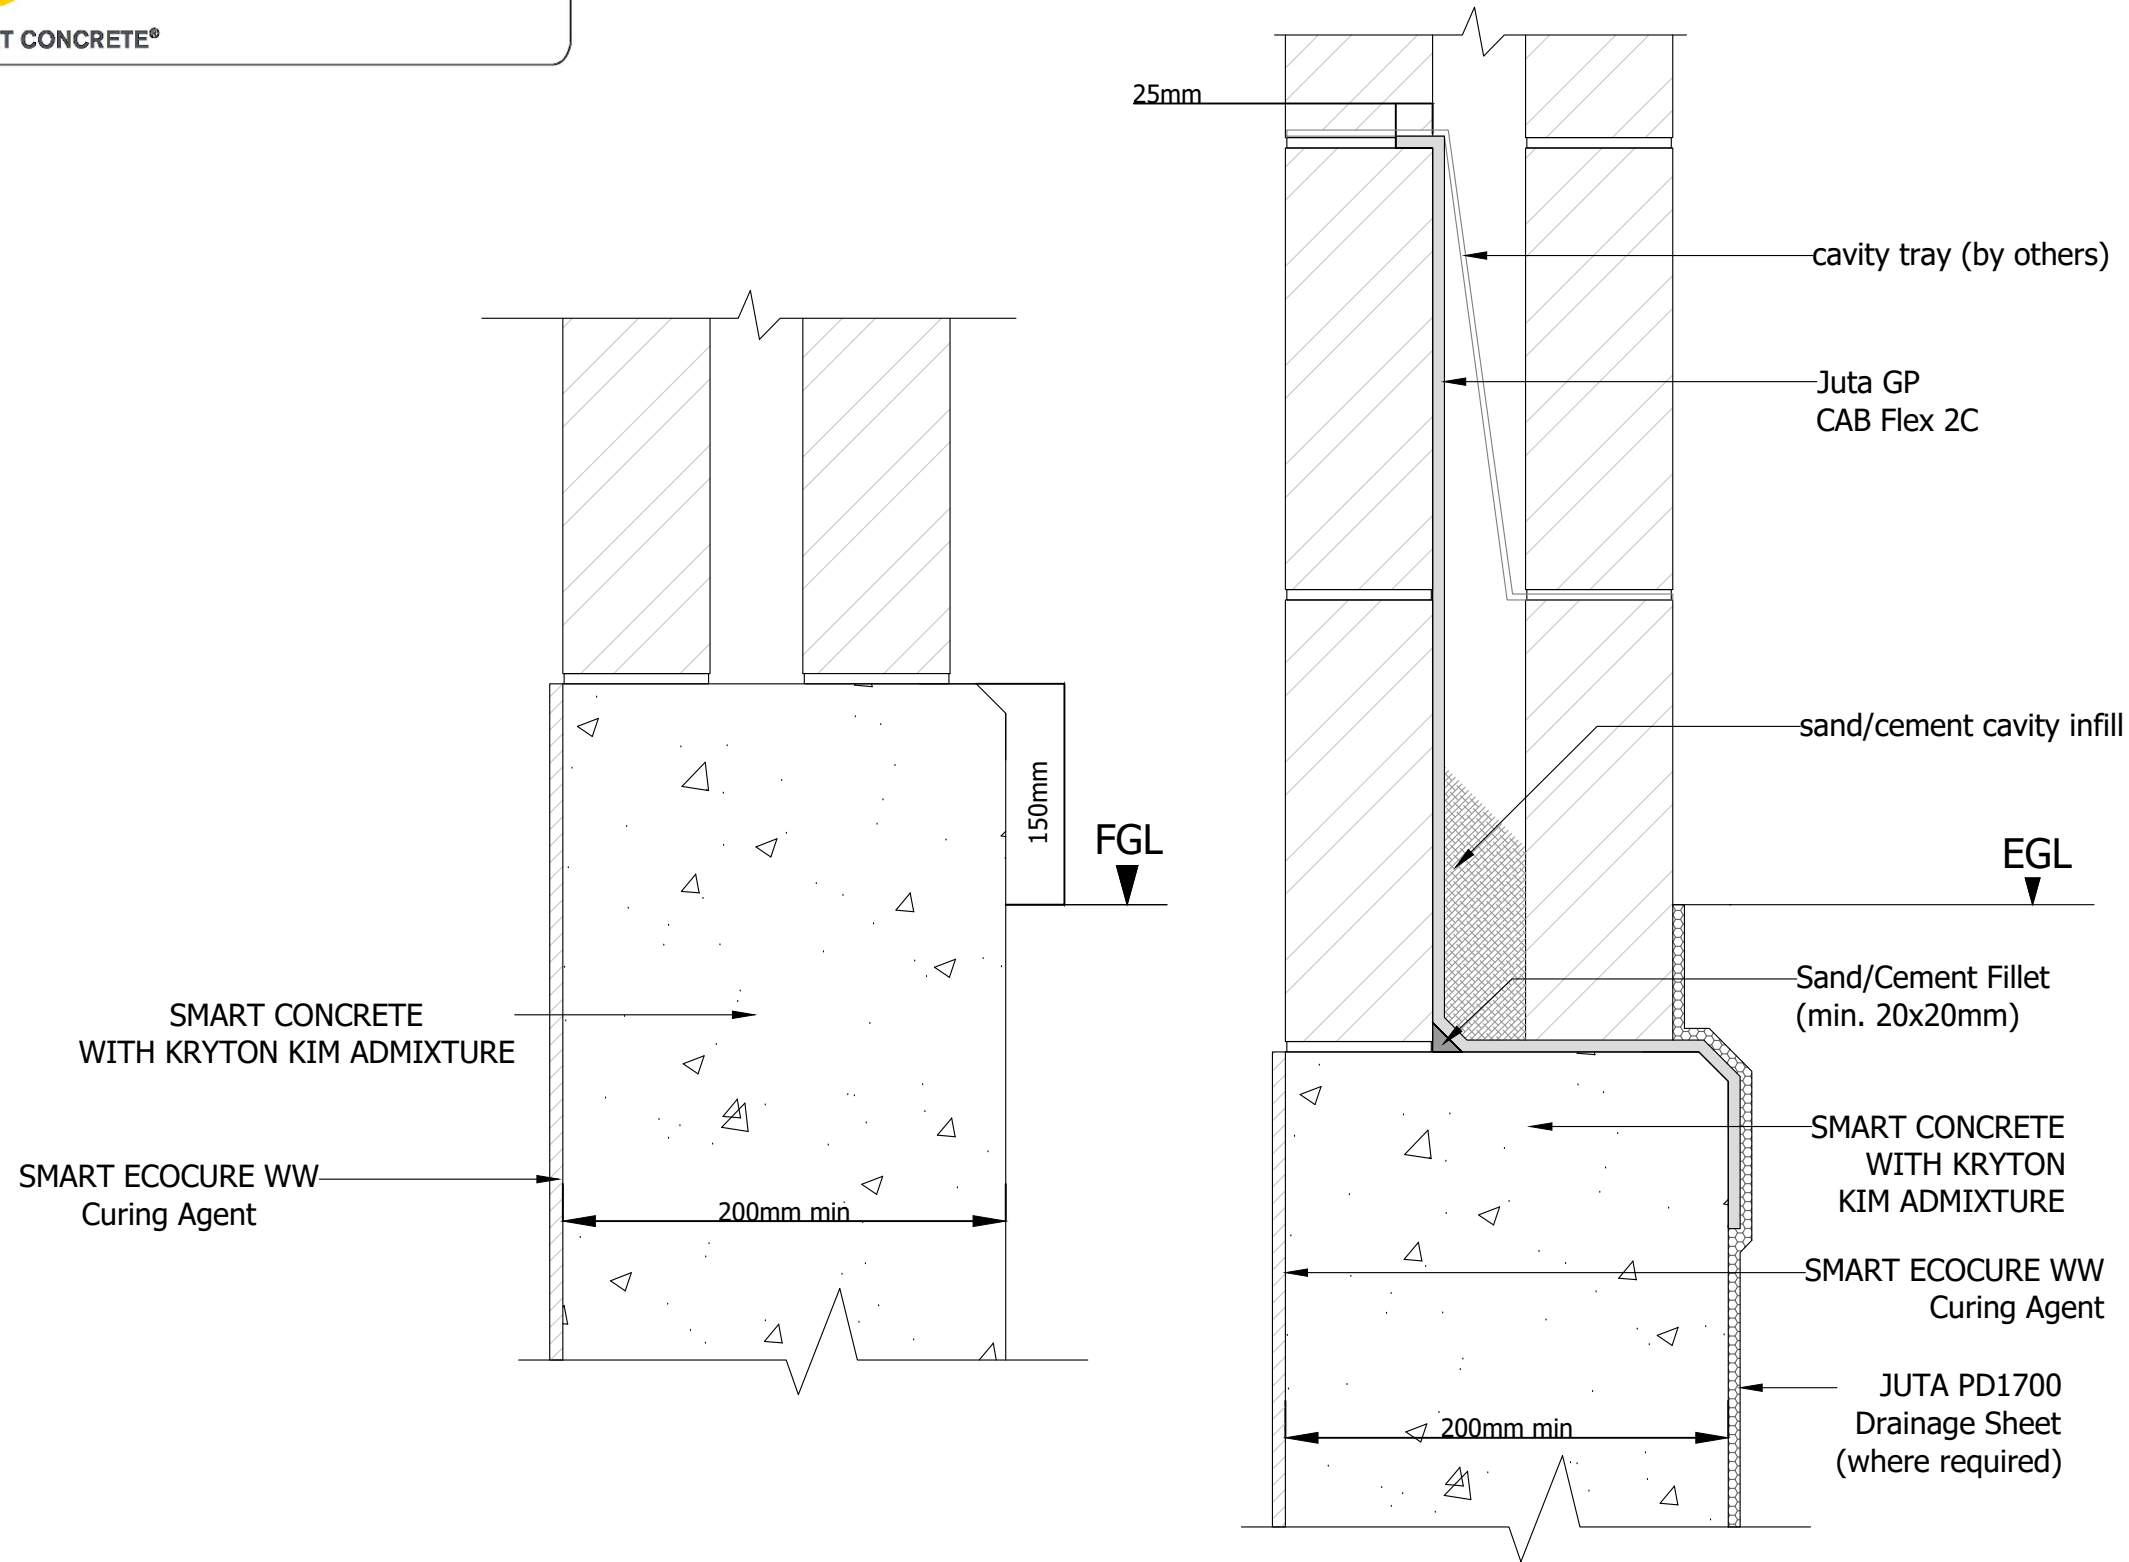 CONCRETE®
25mm
cavity tray (by others)
Juta GP
CAB Flex 2C
sand/cement cavity infill
150mm
FGL
EGL
Sand/Cement Fillet
(min. 20x20mm)
SMART CONCRETE
WITH KRYTON KIM ADMIXTURE
SMART ECOCURE WW
Curing Agent
200mm min
SMART CONCRETE
WITH KRYTON
KIM ADMIXTURE
SMART ECOCURE WW
Curing Agent
JUTA PD1700
Drainage Sheet
(where required)
200mm min